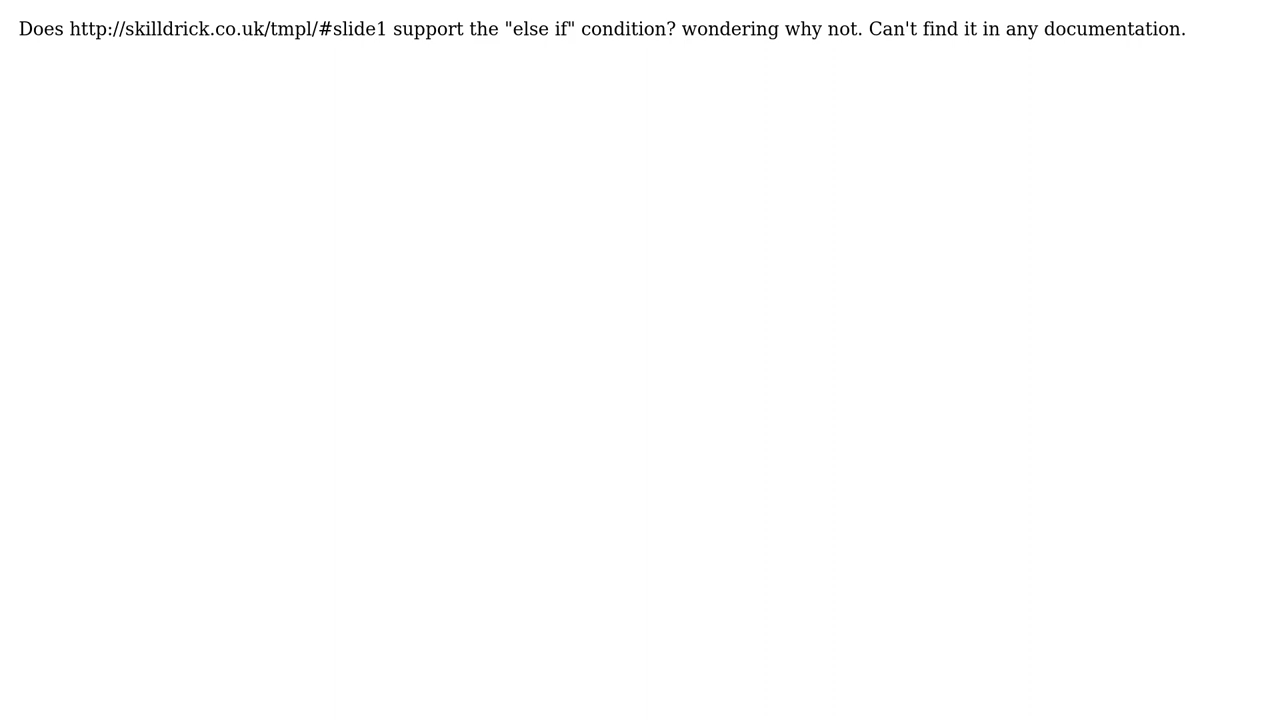 Does http://skilldrick.co.uk/tmpl/#slide1 support the "else if" condition? wondering why not. Can't find it in any documentation.